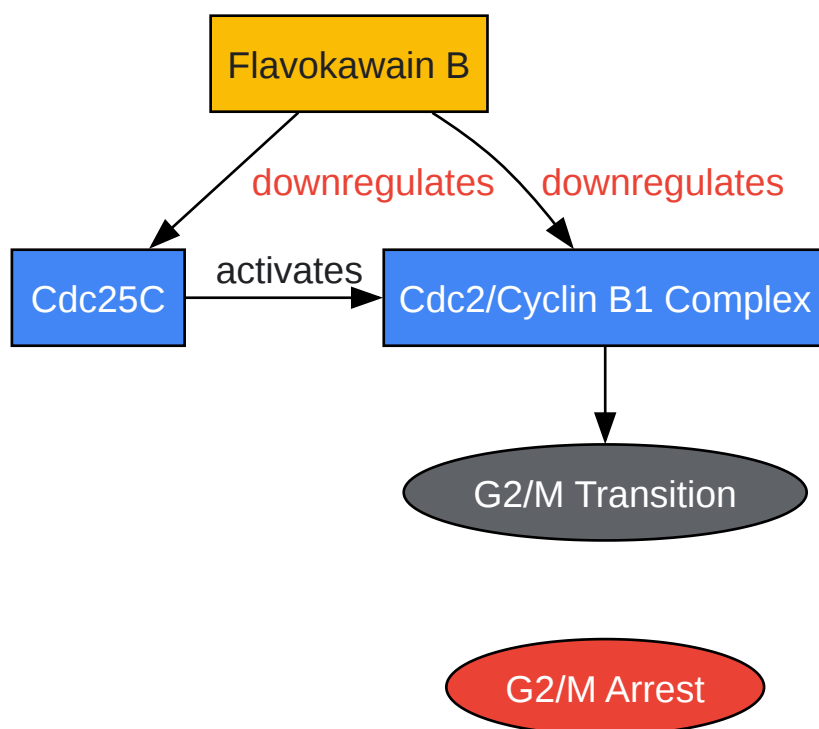 Flavokawain B
downregulates
downregulates
activates
Cdc25C
Cdc2/Cyclin B1 Complex
G2/M Transition
G2/M Arrest